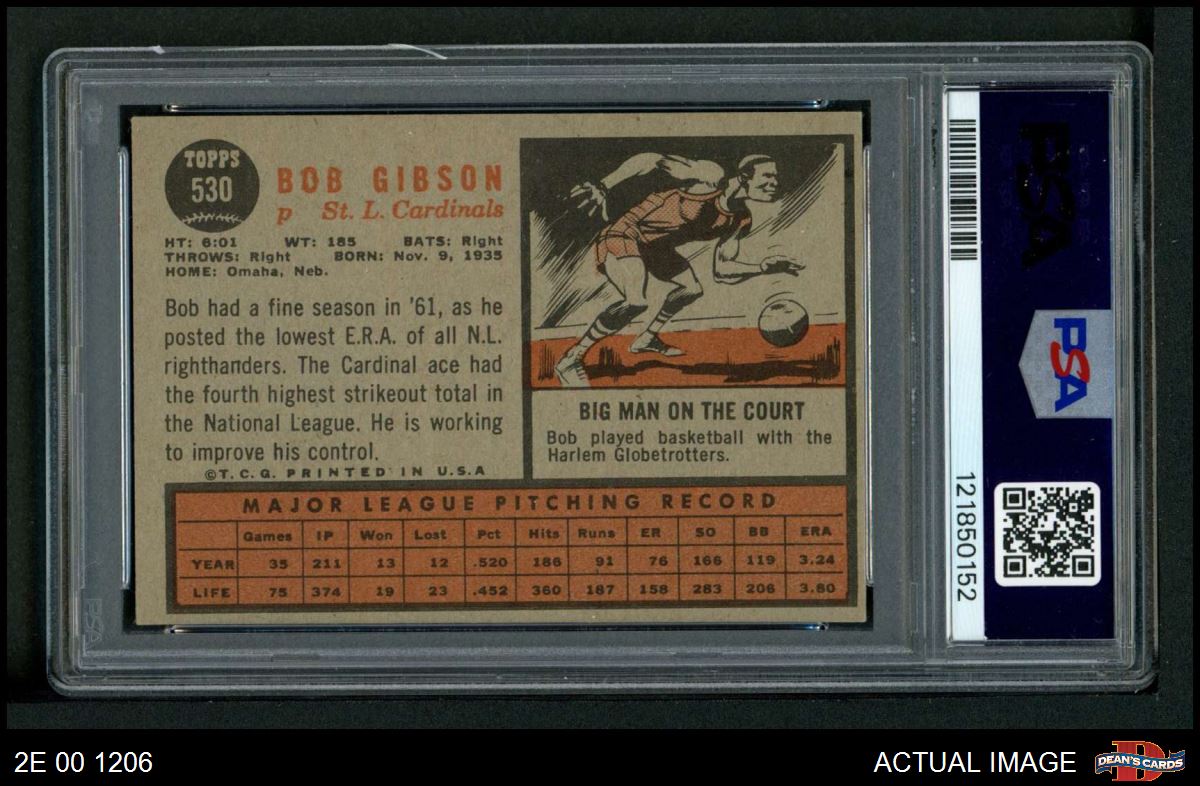 TOPPS
530
BOB GIBSON
p St. L. Cardinals
HT: 6:01 WT: 185 BATS: Right
THROWS: Right BORN: Nov. 9, 1935
HOME: Omaha, Neb.
Bob had a fine season in '61, as he
posted the lowest E.R.A. of all N.L.
righthanders. The Cardinal ace had
the fourth highest strikeout total in
the National League. He is working
to improve his control.
©T.C.G. PRINTED IN U.S.A
BIG MAN ON THE COURT
Bob played basketball with the
Harlem Globetrotters.
MAJOR LEAGUE PITCHING RECORD
Games IP Won Lost Pct Hits Runs ER SO BB ERA
YEAR 35 211 13 12 .520 186 91 76 166 119 3.24
LIFE 75 374 19 23 .452 360 187 158 283 206 3.80
PSA
PSA
121850152
PSA
2E 00 1206
ACTUAL IMAGE
DEAN'S CARDS